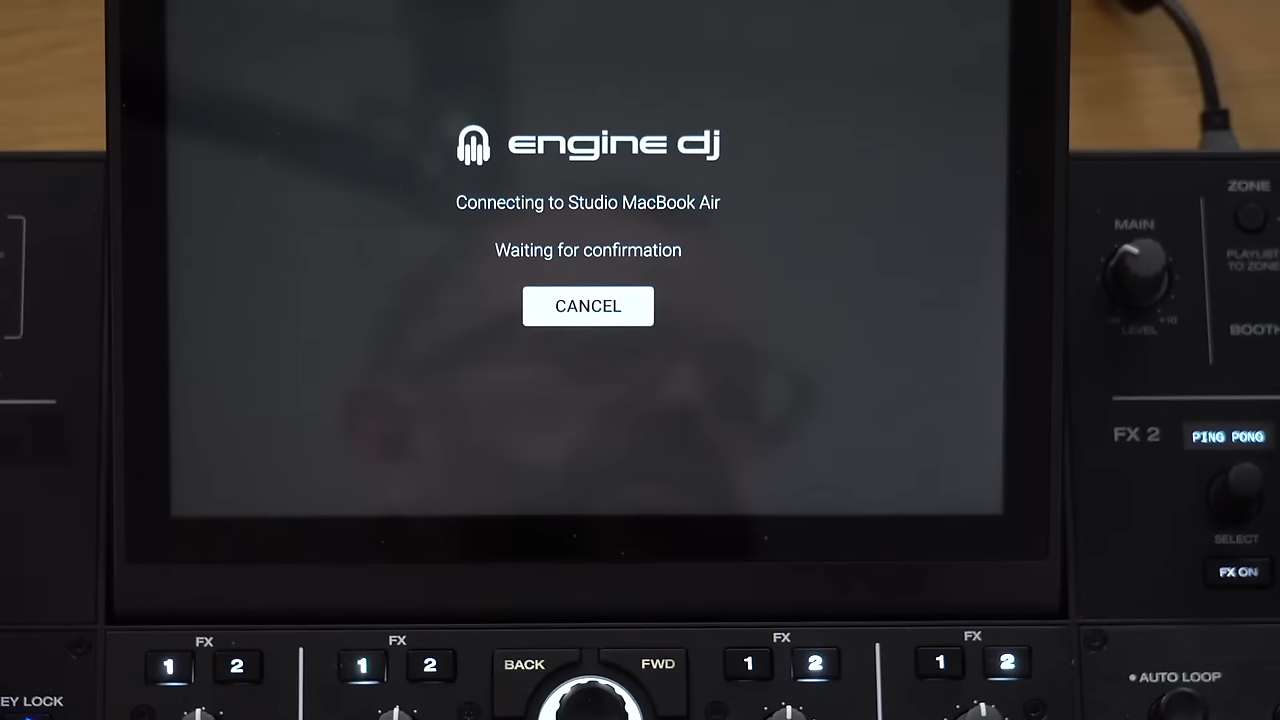 engine dj
Connecting to Studio MacBook Air
Waiting for confirmation
CANCEL
ZONE
MAIN
PLAYLIST
TO ZONE
+10
LEVEL
BOOTH
FX 2
PING PONG
SELECT
FX ON
FX
1
2
FX
1
2
BACK
FWD
FX
1
2
FX
1
2
AUTO LOOP
EY LOCK